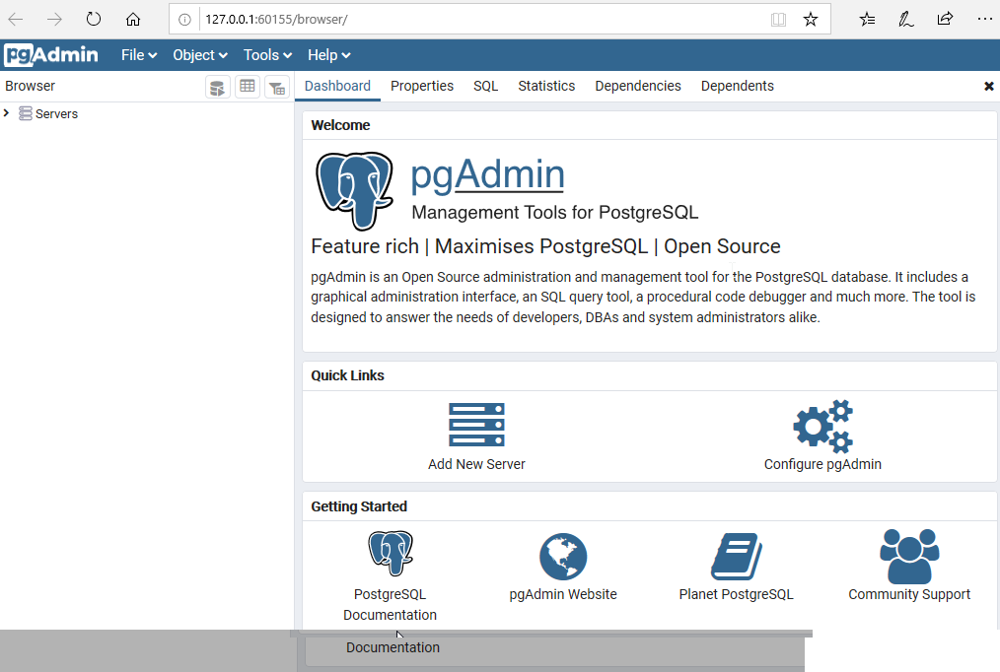 127.0.0.1:60155/browser/
pgAdmin File Object Tools Help
Browser
Dashboard Properties SQL Statistics Dependencies Dependents
Servers
Welcome
pgAdmin
Management Tools for PostgreSQL
Feature rich | Maximises PostgreSQL | Open Source
pgAdmin is an Open Source administration and management tool for the PostgreSQL database. It includes a
graphical administration interface, an SQL query tool, a procedural code debugger and much more. The tool is
designed to answer the needs of developers, DBAs and system administrators alike.
Quick Links
Add New Server
Configure pgAdmin
Getting Started
PostgreSQL
Documentation
pgAdmin Website
Planet PostgreSQL
Community Support
Documentation